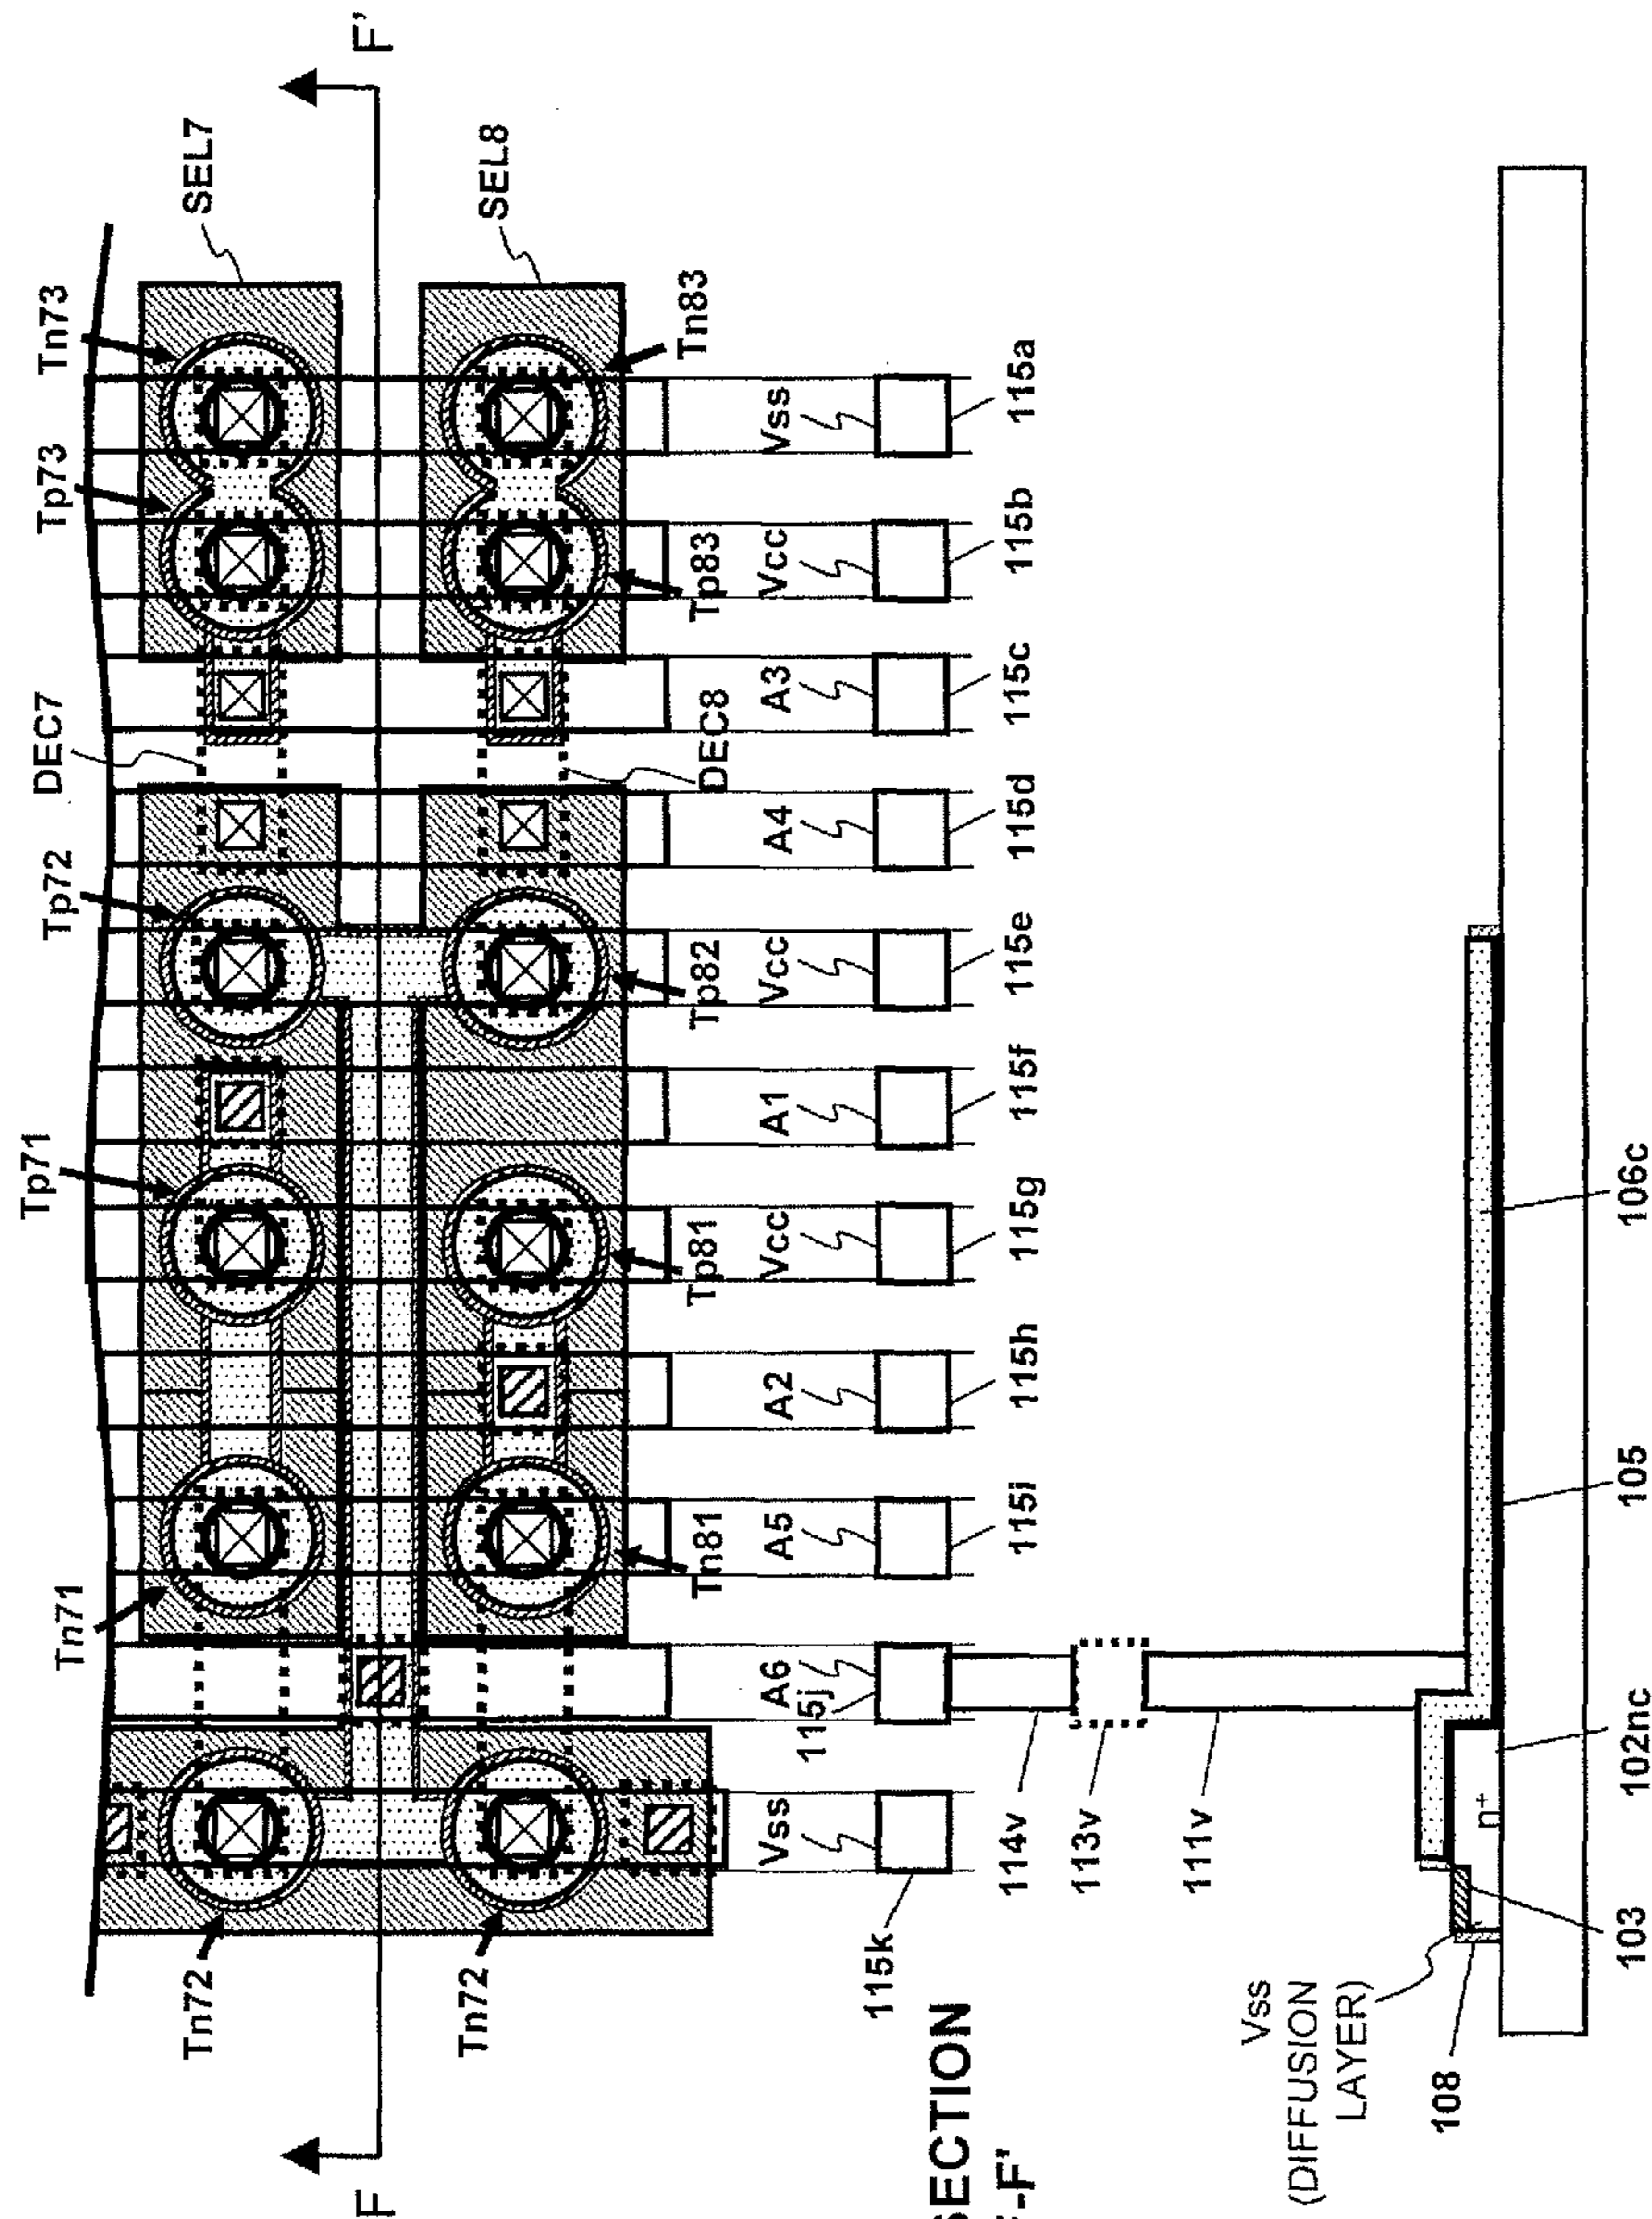 F'
SEL7
SEL8
Tn73
Tn83
Tp73
Tp83
DEC7
DEC8
Tp72
Tp82
Tp71
Tp81
Tn71
Tn81
Tn72
Tn72
F
Vss
115a
Vcc
115b
A3
115c
A4
115d
Vcc
115e
A1
115f
Vcc
115g
A2
115h
A5
115i
A6
115j
Vss
115k
114v
113v
111v
SECTION
-F'
106c
105
102nc
n+
103
Vss
(DIFFUSION
LAYER)
108